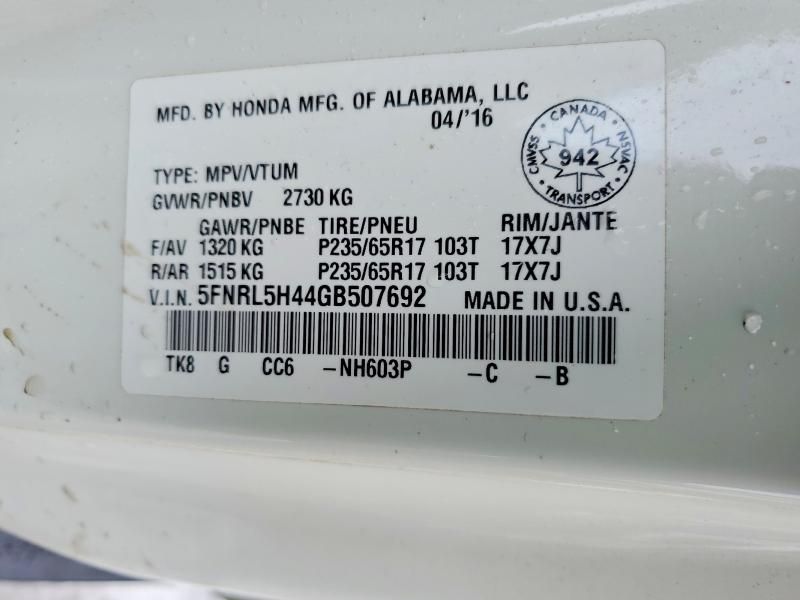 MFD. BY HONDA MFG. OF ALABAMA, LLC
04/'16
CANADA
CMVSS
942
NSVAC
TRANSPORT
TYPE: MPV/VTUM
GVWR/PNBV 2730 KG
GAWR/PNBE TIRE/PNEU RIM/JANTE
F/AV 1320 KG P235/65R17 103T 17X7J
R/AR 1515 KG P235/65R17 103T 17X7J
V.I.N. 5FNRL5H44GB507692 MADE IN U.S.A.
TK8 G CC6 -NH603P -C -B